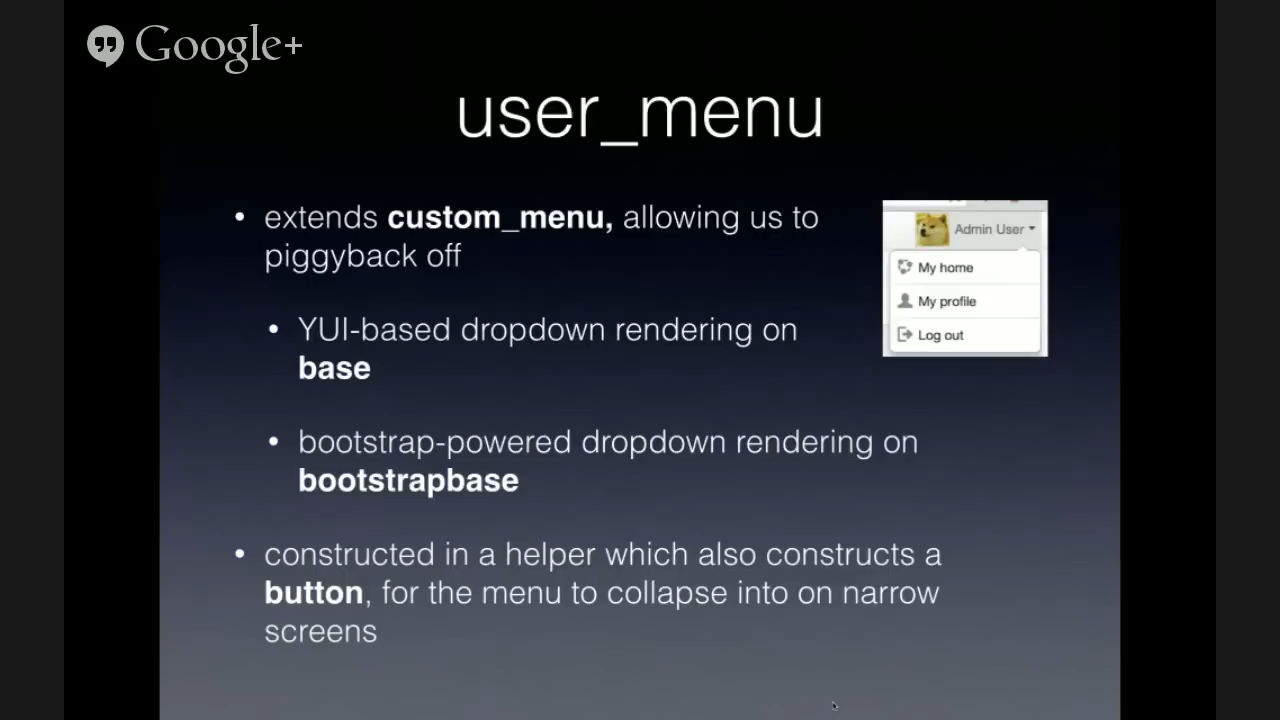 Google+
user_menu
• extends custom_menu, allowing us to
piggyback off
• YUI-based dropdown rendering on
base
• bootstrap-powered dropdown rendering on
bootstrapbase
• constructed in a helper which also constructs a
button, for the menu to collapse into on narrow
screens
Admin User
My home
My profile
Log out